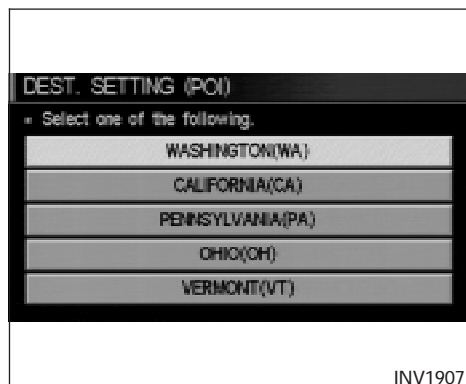 DEST. SETTING (POI)
Select one of the following.
WASHINGTON(WA)
CALIFORNIA(CA)
PENNSYLVANIA(PA)
OHIO(OH)
VERMONT(VT)
INV1907